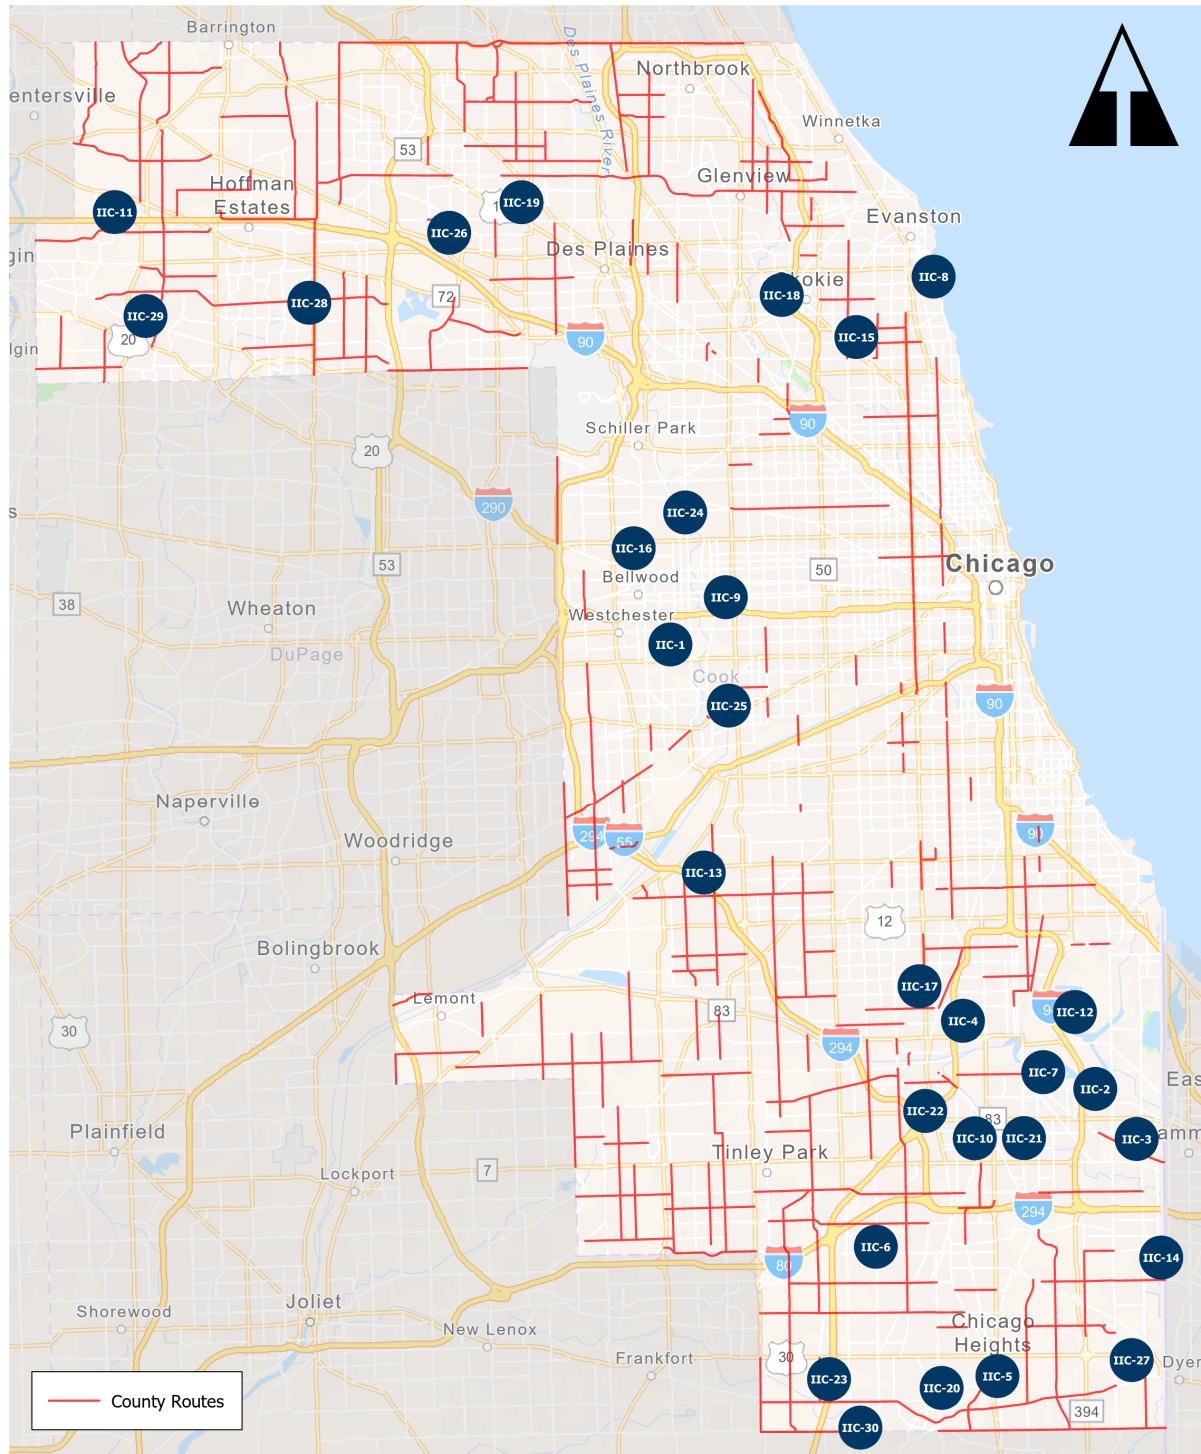 Barrington
Northbrook
entersville
Winnetka
Des Plaines River
53
Glenview
Hoffman
Estates
IIC-11
IIC-19
1
Evanston
IIC-26
Des Plaines
gin
IIC-8
kokie
IIC-18
72
IIC-28
IIC-29
20
IIC-15
90
lgin
90
Schiller Park
20
290
s
IIC-24
IIC-16
53
Chicago
50
Bellwood
38
Wheaton
IIC-9
Westchester
DuPage
IIC-1
Cook
IIC-25
90
Naperville
Woodridge
294
55
90
IIC-13
12
Bolingbrook
IIC-17
Lemont
83
30
9
IIC-12
IIC-4
294
IIC-7
Eas
IIC-2
IIC-22
83
Plainfield
IIC-10
IIC-21
IIC-3
amm
Tinley Park
Lockport
7
294
IIC-6
IIC-14
80
Joliet
Shorewood
New Lenox
Chicago
Heights
Frankfort
30
IIC-27
Dyer
IIC-23
IIC-5
IIC-20
County Routes
394
IIC-30